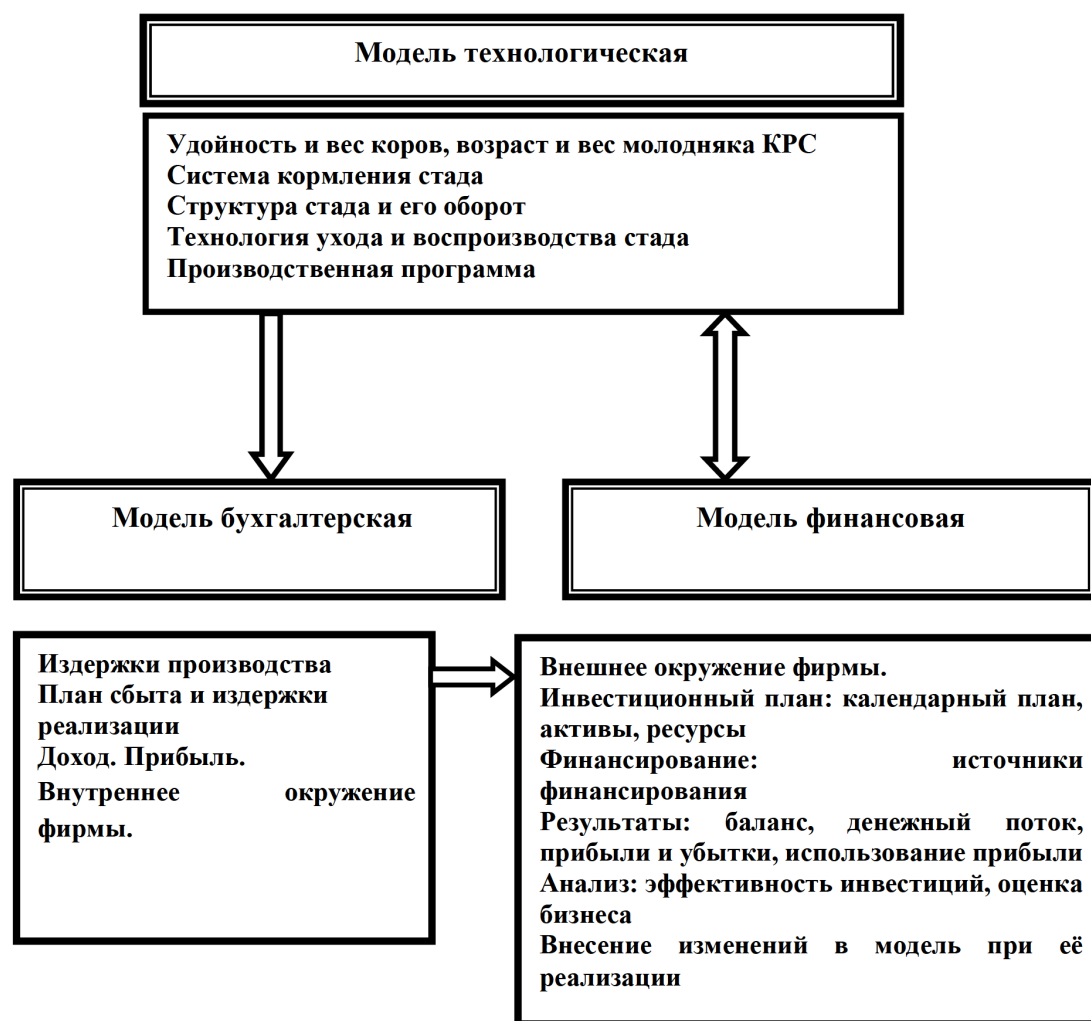 Модель технологическая
Удойность и вес коров, возраст и вес молодняка КРС
Система кормления стада
Структура стада и его оборот
Технология ухода и воспроизводства стада
Производственная программа
Модель бухгалтерская
Модель финансовая
Издержки производства
План сбыта и издержки
реализации
Доход. Прибыль.
Внутреннее окружение
фирмы.
Внешнее окружение фирмы.
Инвестиционный план: календарный план,
активы, ресурсы
Финансирование: источники
финансирования
Результаты: баланс, денежный поток,
прибыли и убытки, использование прибыли
Анализ: эффективность инвестиций, оценка
бизнеса
Внесение изменений в модель при её
реализации